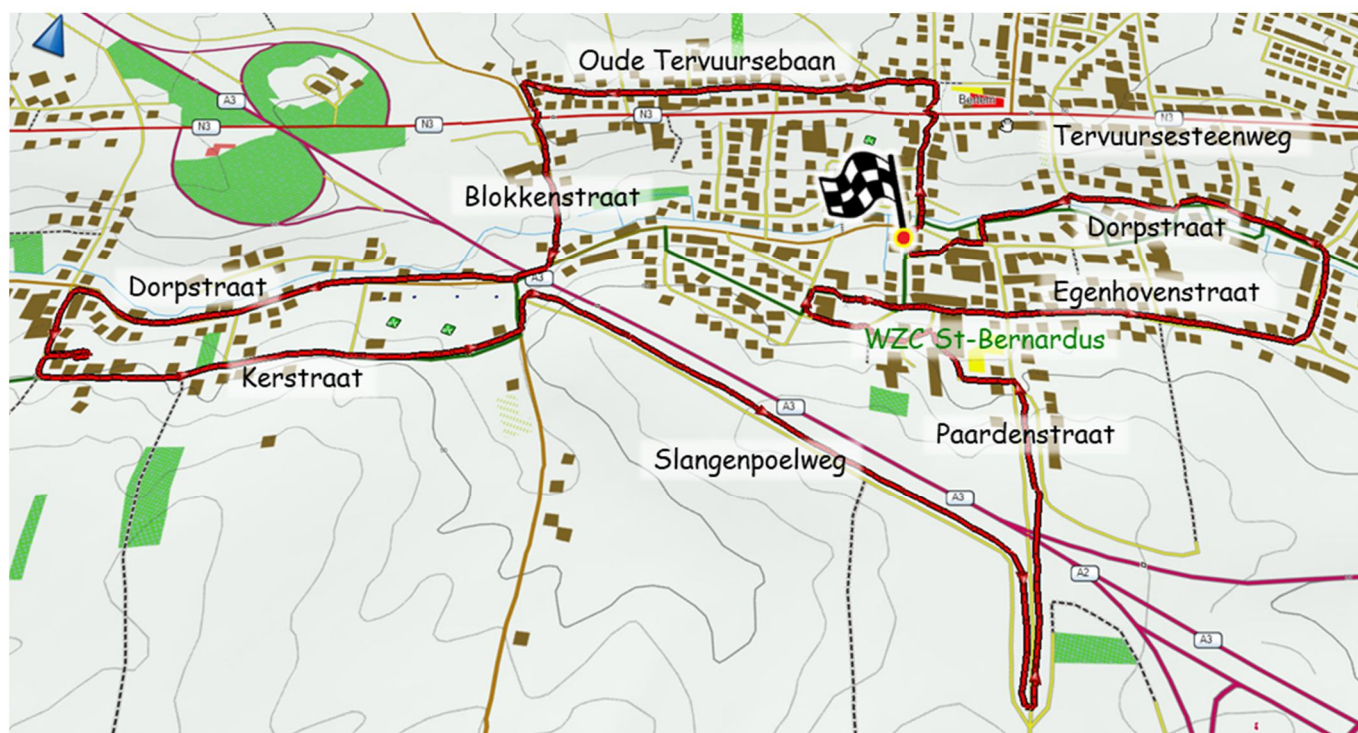 Oude Tervuursebaan
A3
N3
N3
N3
N3
Tervuursesteenweg
Blokkenstraat
Dorpstraat
A3
Dorpstraat
Egenhovenstraat
WZC St-Bernardus
Kerstraat
A3
Paardenstraat
Slangenpoelweg
A3
A2
A3